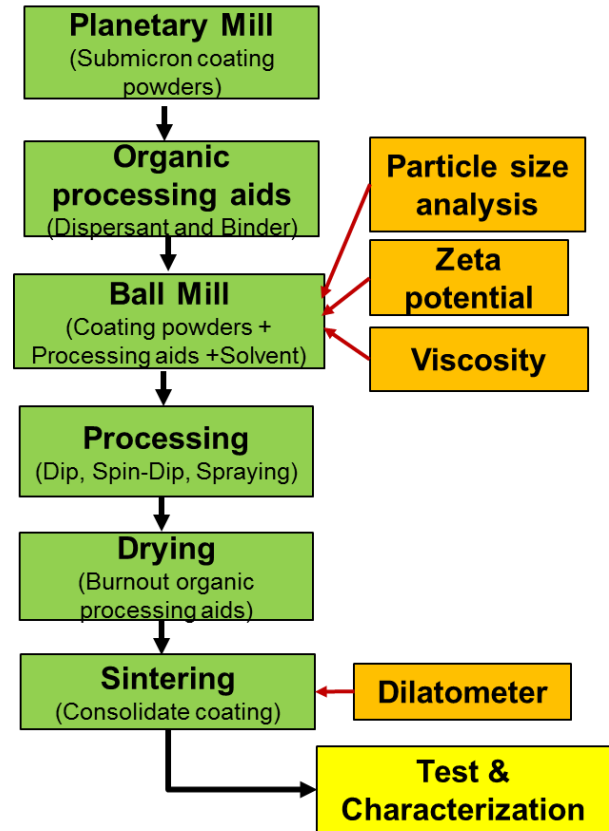 Planetary Mill
(Submicron coating
powders)
Organic
processing aids
(Dispersant and Binder)
Particle size
analysis
Zeta
potential
Ball Mill
(Coating powders +
Processing aids +Solvent)
Viscosity
Processing
(Dip, Spin-Dip, Spraying)
Drying
(Burnout organic
processing aids)
Sintering
(Consolidate coating)
Dilatometer
Test &
Characterization